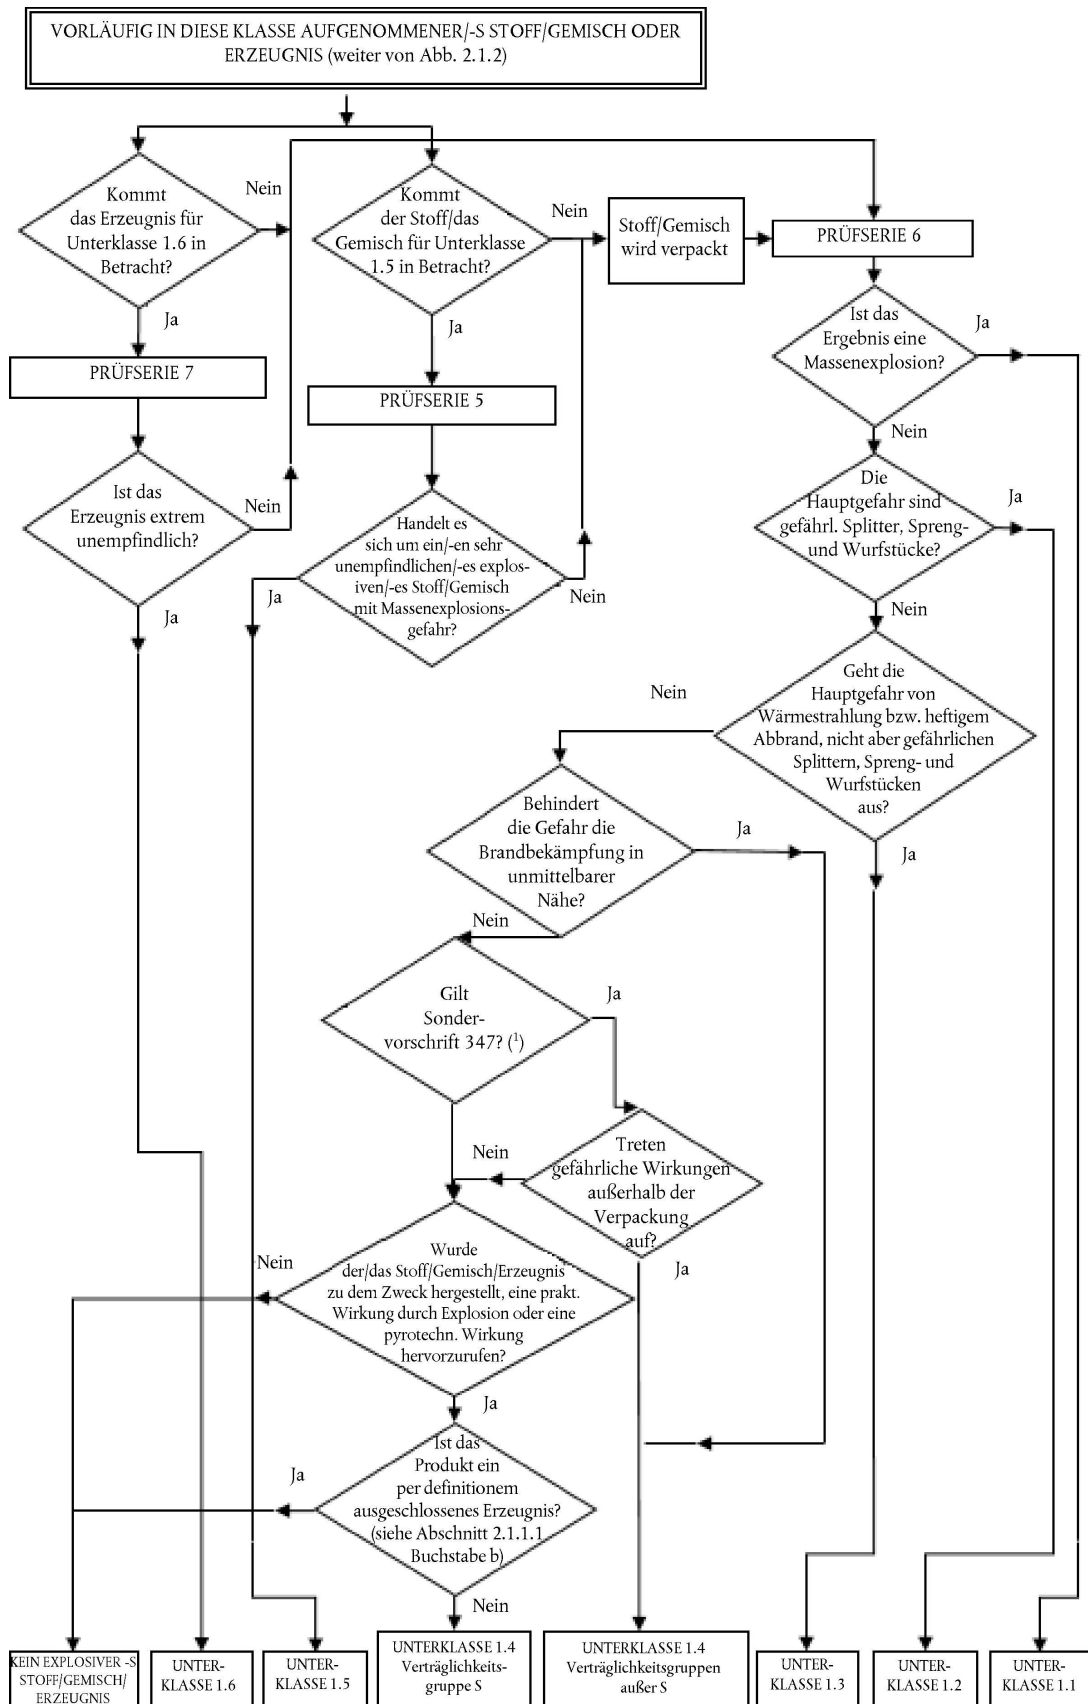 VORLÄUFIG IN DIESE KLASSE AUFGENOMMENER/-S STOFF/GEMISCH ODER
ERZEUGNIS (weiter von Abb. 2.1.2)
Kommt
das Erzeugnis für
Unterklasse 1.6 in
Betracht?
Nein
Ja
Kommt
der Stoff/das
Gemisch für Unterklasse
1.5 in Betracht?
Nein
Ja
Stoff/Gemisch
wird verpackt
PRÜFSERIE 6
Ist das
Ergebnis eine
Massenexplosion?
Ja
Nein
PRÜFSERIE 7
PRÜFSERIE 5
Ist das
Erzeugnis extrem
unempfindlich?
Nein
Ja
Handelt es
sich um ein/-en sehr
unempfindlichen/-es explos-
iven/-es Stoff/Gemisch
mit Massenexplosions-
gefahr?
Ja
Nein
Die
Hauptgefahr sind
gefährl. Splitter, Spreng-
und Wurfstücke?
Ja
Nein
Geht die
Hauptgefahr von
Wärmestrahlung bzw. heftigem
Abbrand, nicht aber gefährlichen
Splittern, Spreng- und
Wurfstücken
aus?
Nein
Ja
Behindert
die Gefahr die
Brandbekämpfung in
unmittelbarer
Nähe?
Ja
Nein
Gilt
Sonder-
vorschrift 347? (¹)
Ja
Treten
gefährliche Wirkungen
außerhalb der
Verpackung
auf?
Nein
Ja
Wurde
der/das Stoff/Gemisch/Erzeugnis
zu dem Zweck hergestellt, eine prakt.
Wirkung durch Explosion oder eine
pyrotechn. Wirkung
hervorzurufen?
Nein
Ja
Ist das
Produkt ein
per definitionem
ausgeschlossenes Erzeugnis?
(siehe Abschnitt 2.1.1.1
Buchstabe b)
Ja
Nein
KEIN EXPLOSIVER -S
STOFF/GEMISCH/
ERZEUGNIS
UNTER-
KLASSE 1.6
UNTER-
KLASSE 1.5
UNTERKLASSE 1.4
Verträglichkeits-
gruppe S
UNTERKLASSE 1.4
Verträglichkeitsgruppen
außer S
UNTER-
KLASSE 1.3
UNTER-
KLASSE 1.2
UNTER-
KLASSE 1.1